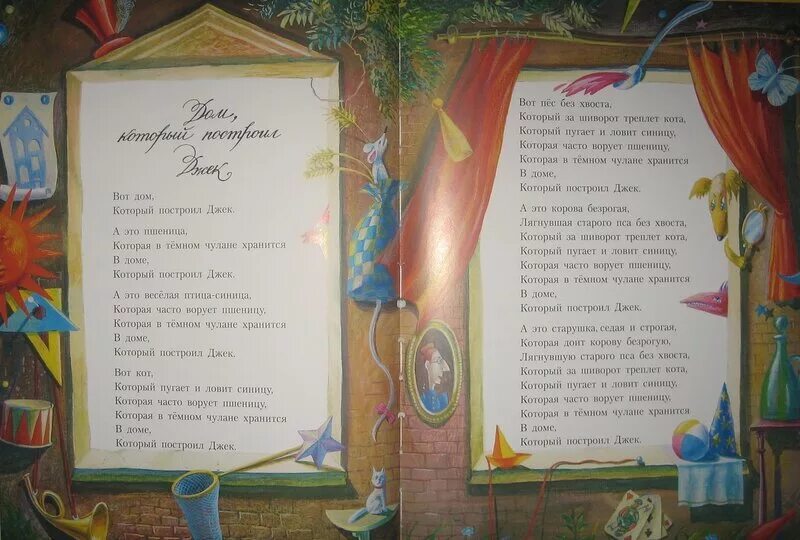 Дом,
который построил
Джек
Вот дом,
Который построил Джек.
А это пшеница,
Которая в тёмном чулане хранится
В доме,
Который построил Джек.
А это весёлая птица-синица,
Которая часто ворует пшеницу,
Которая в тёмном чулане хранится
В доме,
Который построил Джек.
Вот кот,
Который пугает и ловит синицу,
Которая часто ворует пшеницу,
Которая в тёмном чулане хранится
В доме,
Который построил Джек.
Вот пёс без хвоста,
Который за шиворот треплет кота,
Который пугает и ловит синицу,
Которая часто ворует пшеницу,
Которая в тёмном чулане хранится
В доме,
Который построил Джек.
А это корова безрогая,
Лягнувшая старого пса без хвоста,
Который за шиворот треплет кота,
Который пугает и ловит синицу,
Которая часто ворует пшеницу,
Которая в тёмном чулане хранится
В доме,
Который построил Джек.
А это старушка, седая и строгая,
Которая доит корову безрогую,
Лягнувшую старого пса без хвоста,
Который за шиворот треплет кота,
Который пугает и ловит синицу,
Которая часто ворует пшеницу,
Которая в тёмном чулане хранится
В доме,
Который построил Джек.